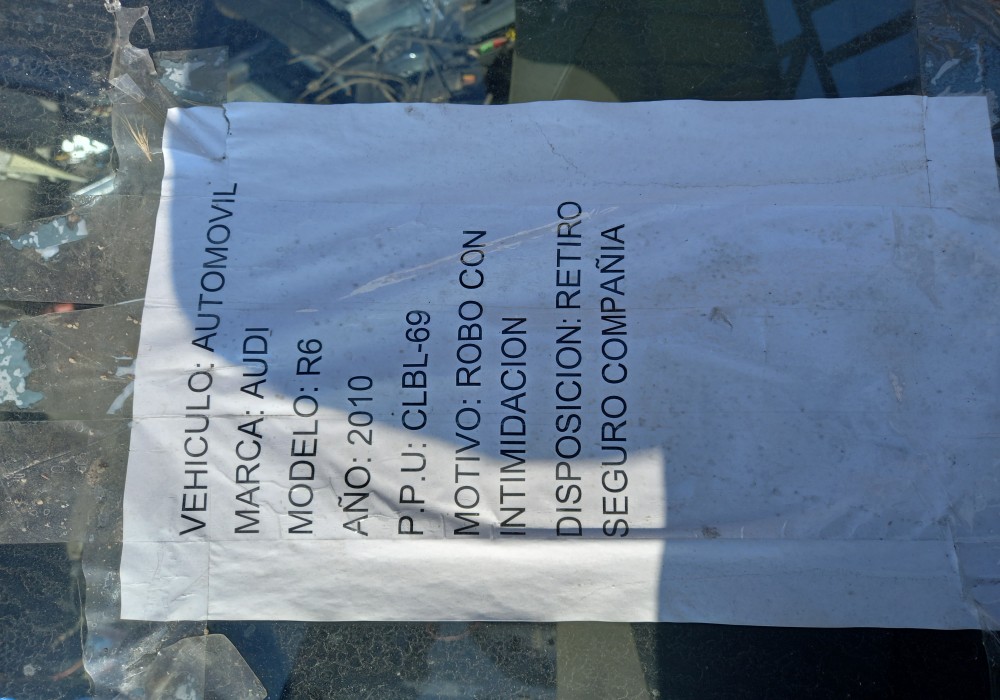 VEHICULO: AUTOMOVIL
MARCA: AUDI
MODELO: R6
AÑO: 2010
P.P.U: CLBL-69
MOTIVO: ROBO CON
INTIMIDACION
DISPOSICION: RETIRO
SEGURO COMPAÑIA